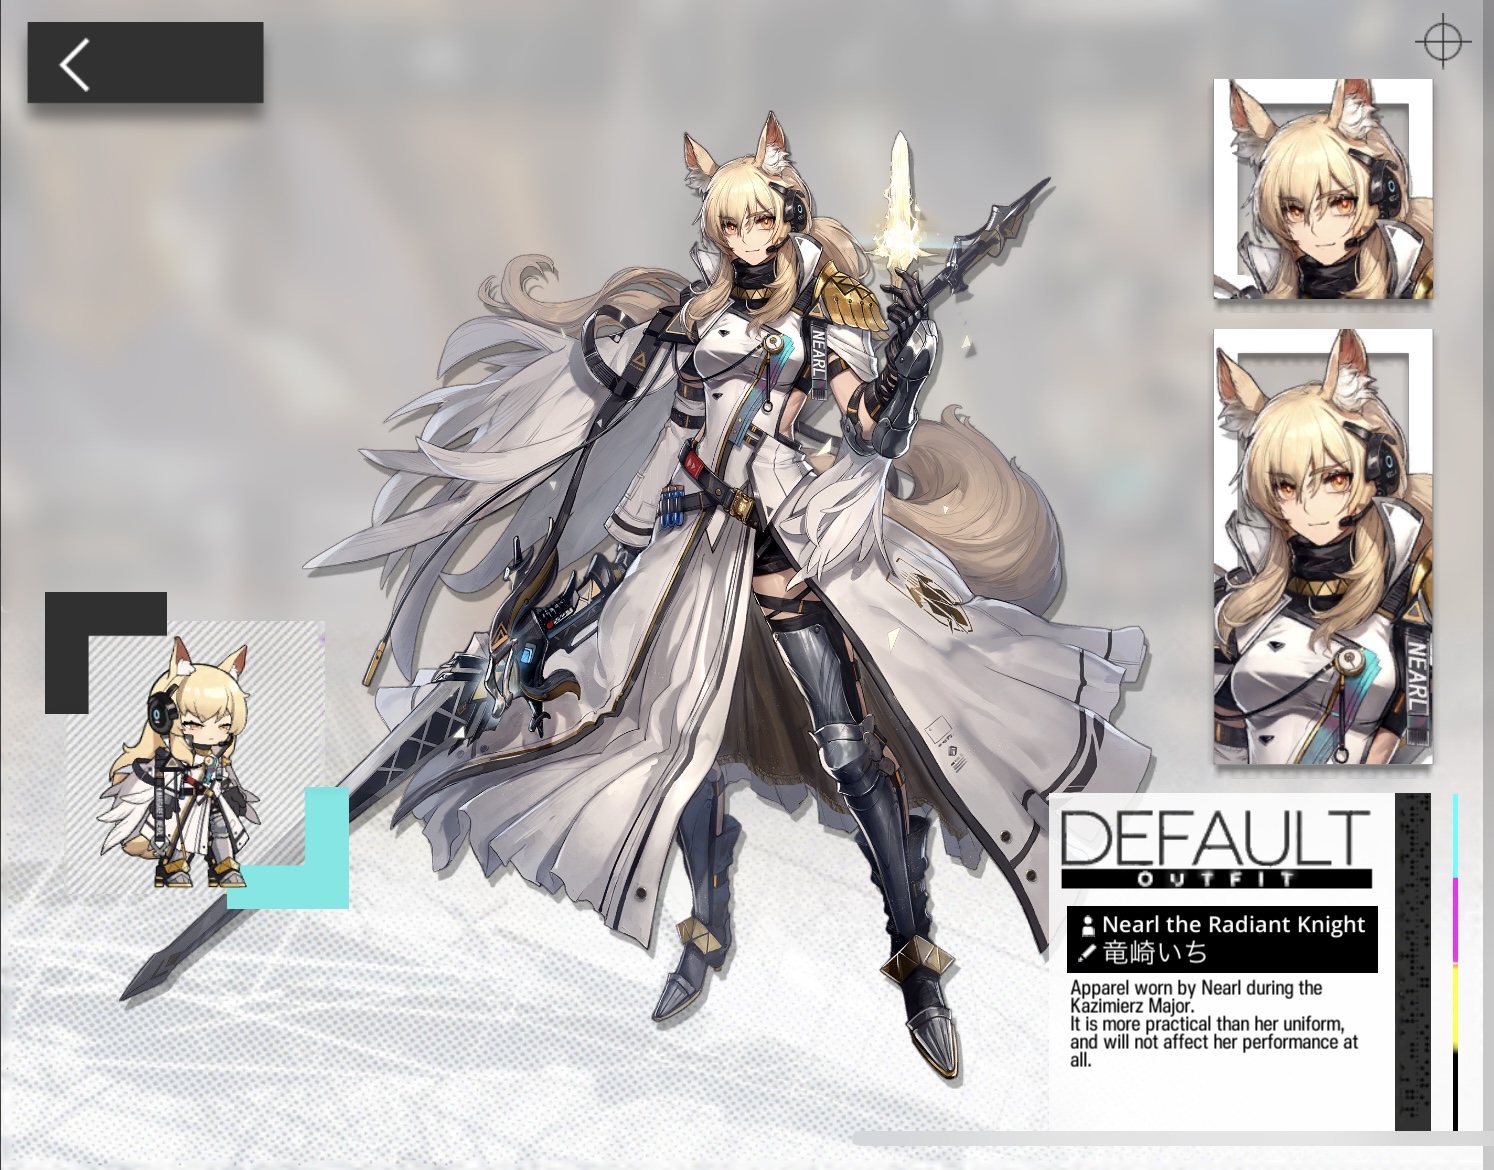 NEARL
NEARL
DEFAULT
OUTFIT
Nearl the Radiant Knight
竜崎いち
Apparel worn by Nearl during the
Kazimierz Major.
It is more practical than her uniform,
and will not affect her performance at
all.